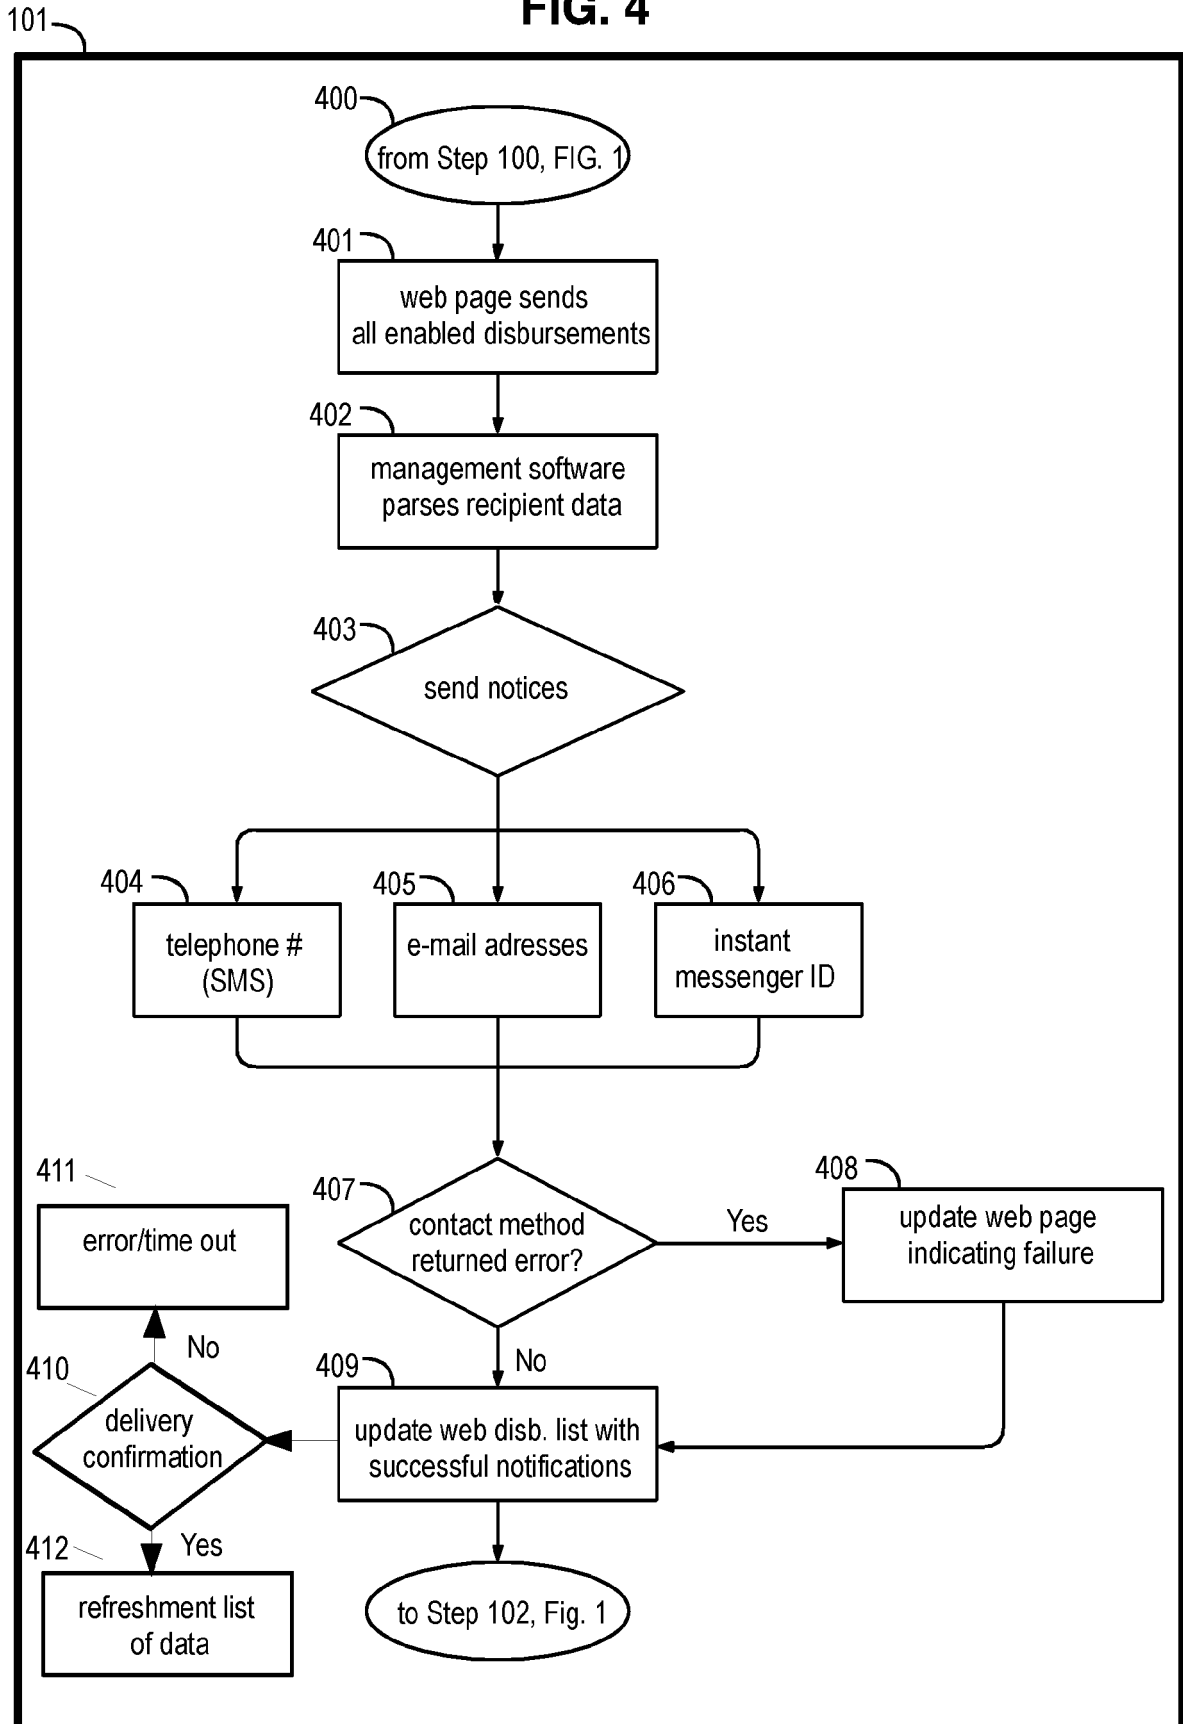 FIG. 4
101
400
from Step 100, FIG. 1
401
web page sends
all enabled disbursements
402
management software
parses recipient data
403
send notices
404
telephone #
(SMS)
405
e-mail adresses
406
instant
messenger ID
407
contact method
returned error?
Yes
408
update web page
indicating failure
No
409
update web disb. list with
successful notifications
411
error/time out
No
410
delivery
confirmation
Yes
412
refreshment list
of data
to Step 102, Fig. 1